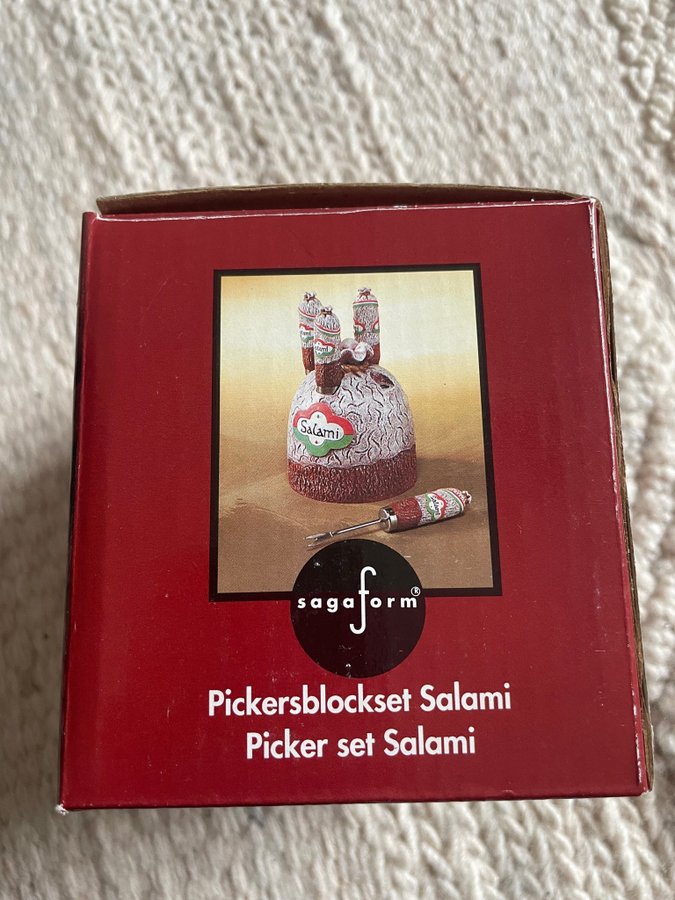 Salami
sagaform®
Pickersblockset Salami
Picker set Salami